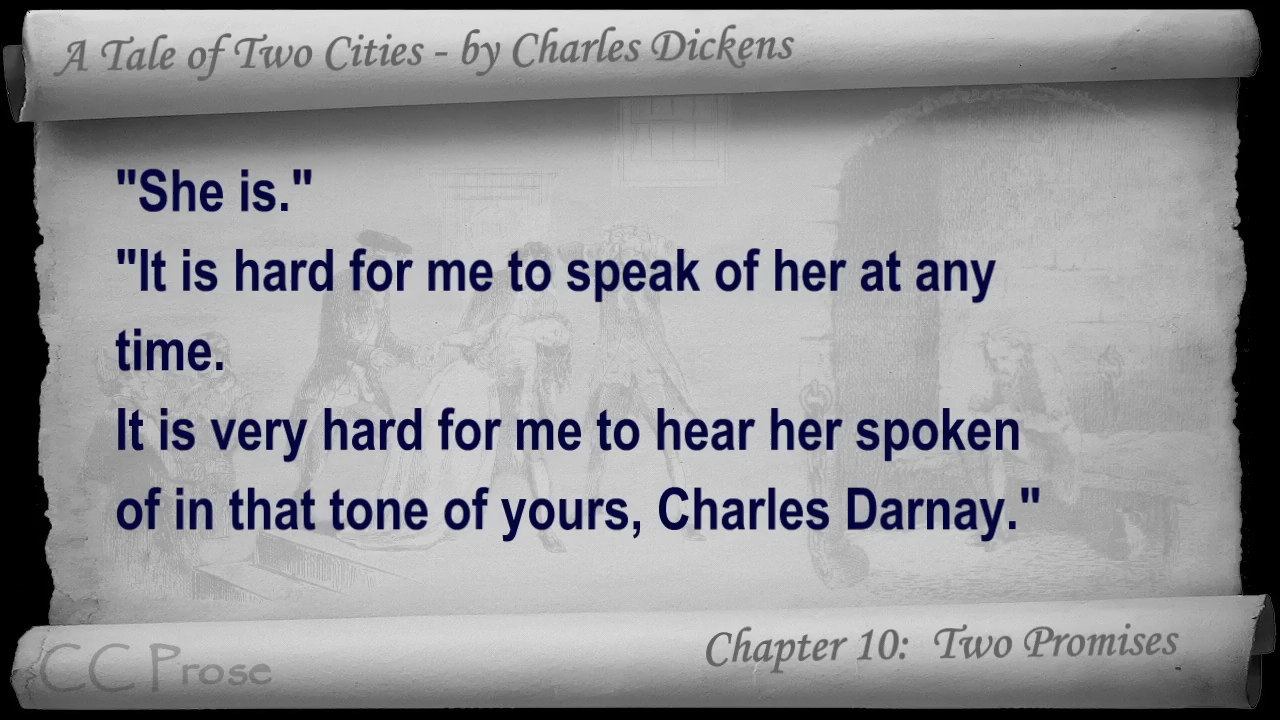 A Tale of Two Cities - by Charles Dickens
"She is."
"It is hard for me to speak of her at any
time.
It is very hard for me to hear her spoken
of in that tone of yours, Charles Darnay."
Chapter 10: Two Promises
CC Prose